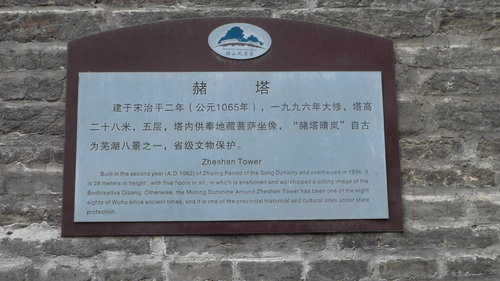 赭山风景区
赭 塔
建于宋治平二年（公元1065年），一九九六年大修，塔高
二十八米，五层，塔内供奉地藏菩萨坐像，“赭塔晴岚”自古
为芜湖八景之一，省级文物保护。
Zheshan Tower
Built in the second year (A.D.1062) of Zhiping Period of the Song Dynasty and overhauled in 1996, it
is 28 meters in height , with five floors in all , in which is enshrined and worshipped a sitting image of the
Bodhisattva Dizang. Otherwise, the Misting Sunshine Around Zheshan Tower has been one of the eight
sights of Wuhu since ancient times, and it is one of the provincial historical and cultural sites under state
protection.